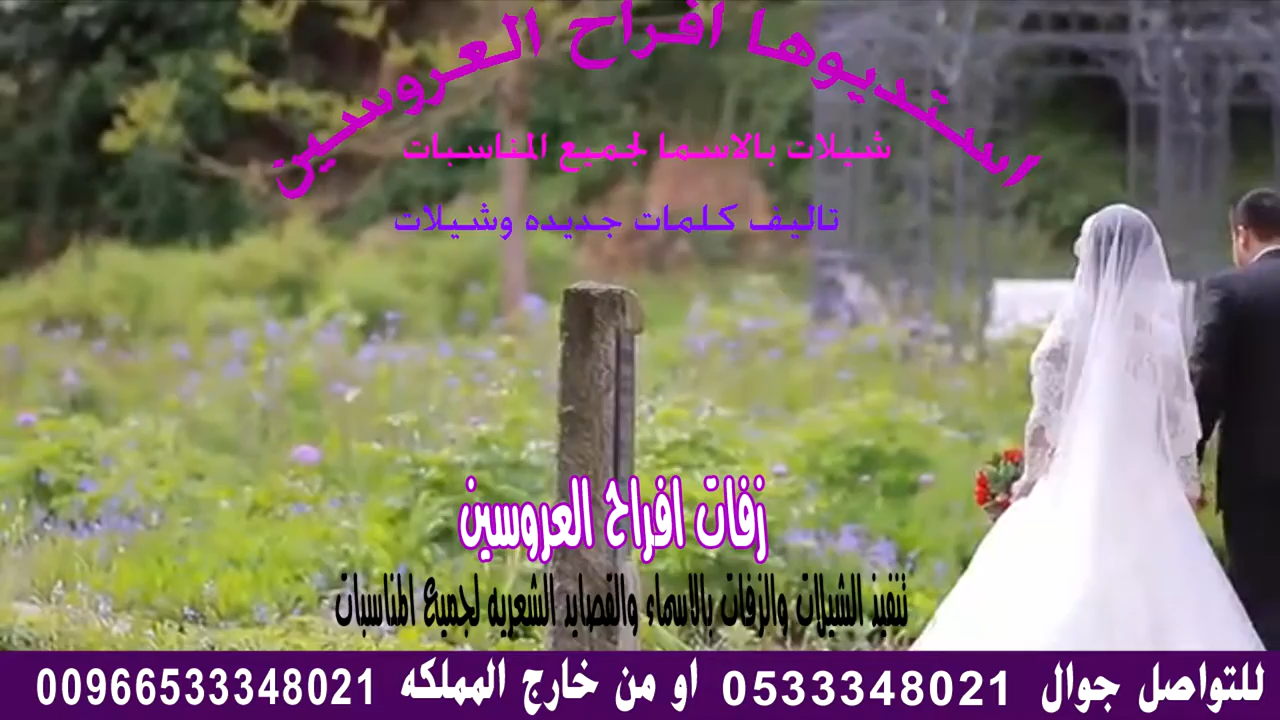 استديوها افراح العروسين
شيلات بالاسما لجميع المناسبات
تاليف كلمات جديده وشيلات
زفات افراح العروسين
تنفيذ الشيلات والزفات بالاسماء والقصايد الشعريه لجميع المناسبات
للتواصل جوال 0533348021 او من خارج المملكه 00966533348021